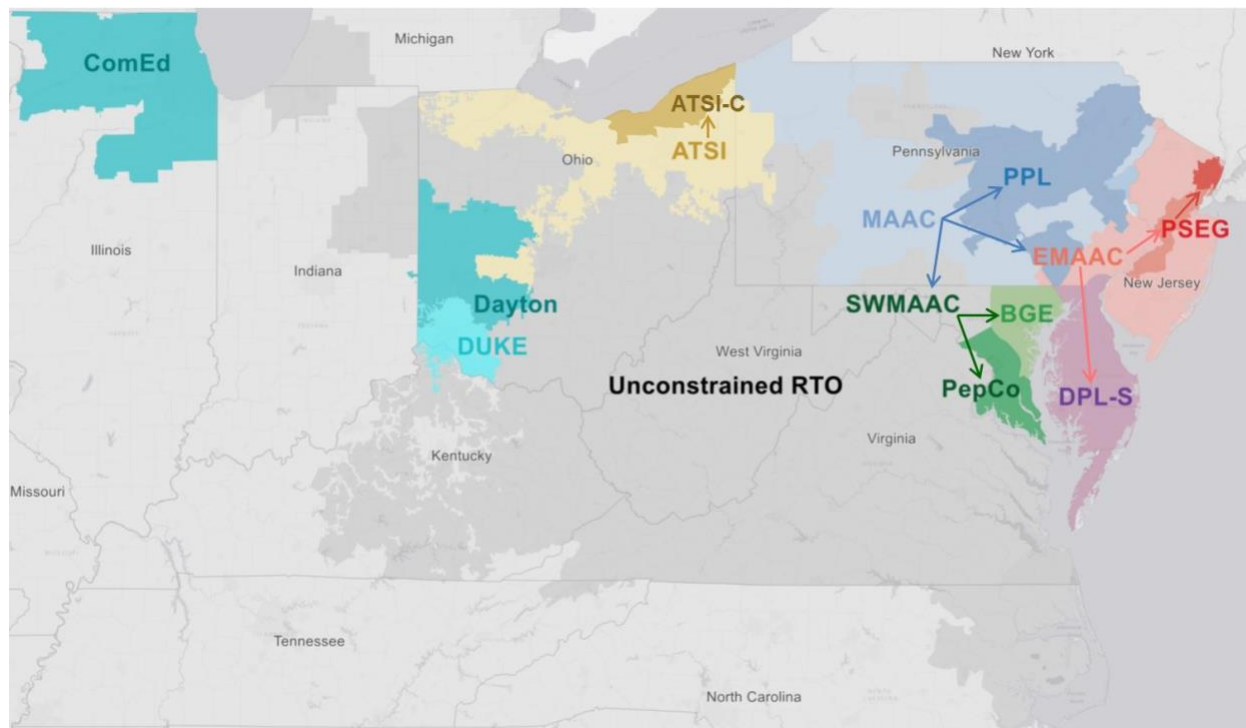 Michigan
New York
ComEd
ATSI-C
ATSI
Ohio
Pennsylvania
PPL
MAAC
PSEG
EMAAC
Illinois
Indiana
New Jersey
Dayton
SWMAAC
BGE
DUKE
West Virginia
Unconstrained RTO
PepCo
DPL-S
Virginia
Kentucky
Missouri
Tennessee
North Carolina